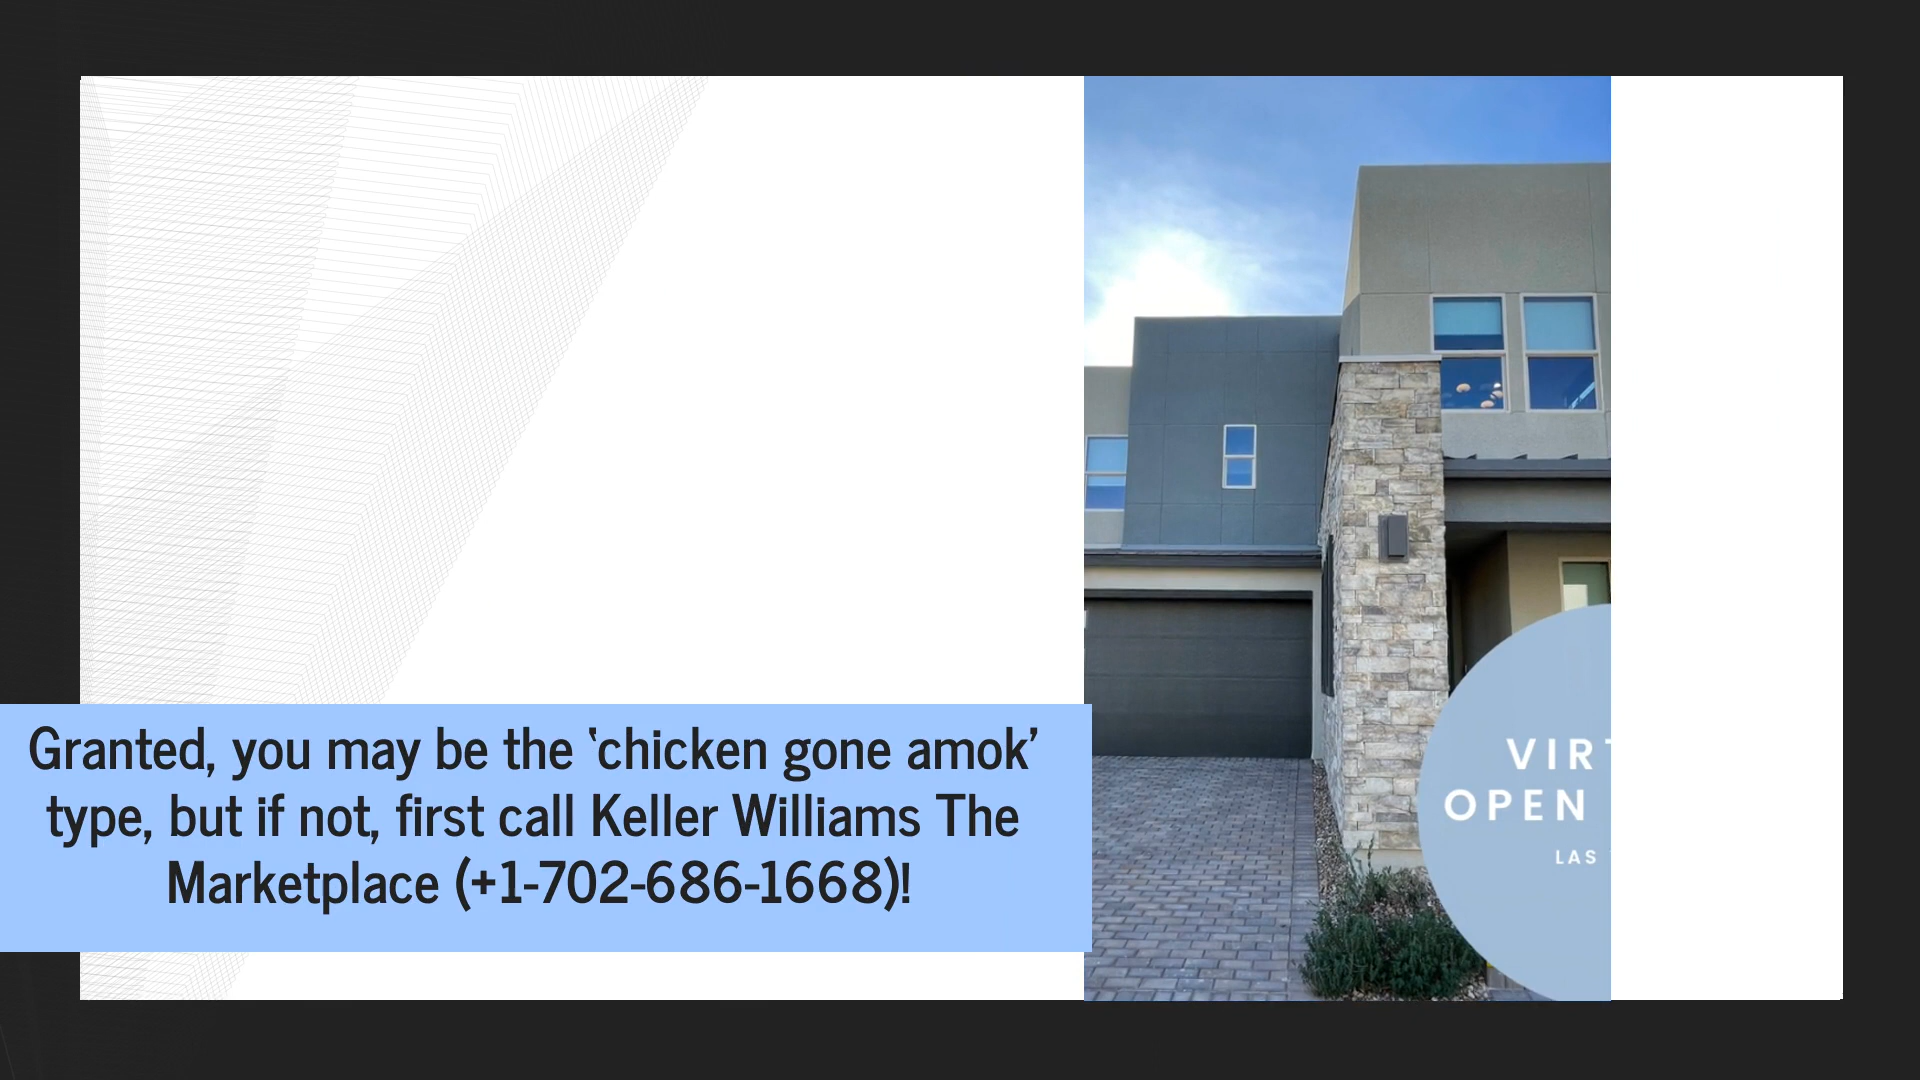 Granted, you may be the ‛chicken gone amok’
type, but if not, first call Keller Williams The
Marketplace (+1-702-686-1668)!
OPEN
LAS